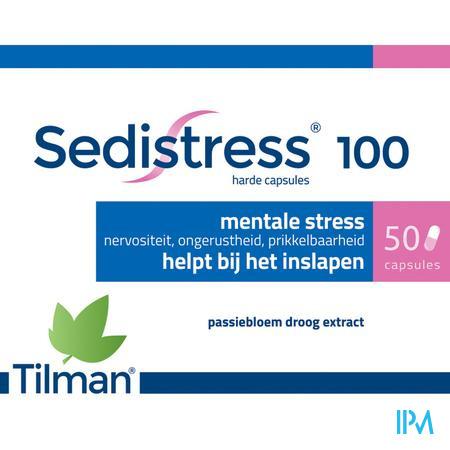 Sedistress® 100
harde capsules
mentale stress
nervositeit, ongerustheid, prikkelbaarheid
helpt bij het inslapen
50
capsules
passiebloem droog extract
Tilman®
IPM